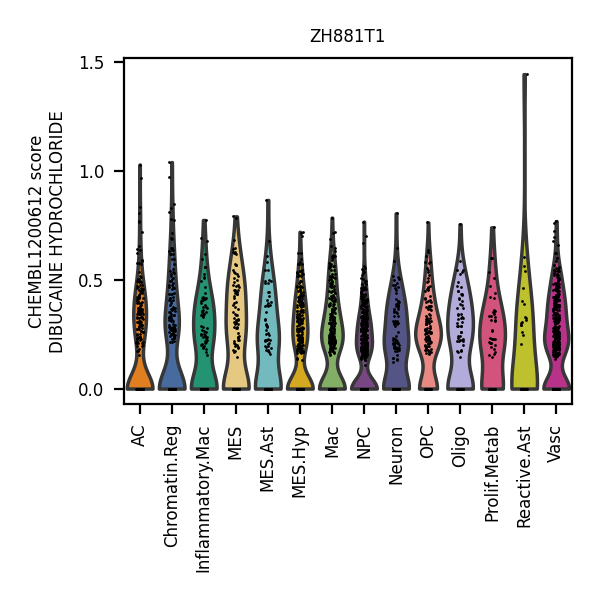 ZH881T1
CHEMBL1200612 score
DIBUCAINE HYDROCHLORIDE
1.5
1.0
0.5
0.0
AC
Chromatin.Reg
Inflammatory.Mac
MES
MES.Ast
MES.Hyp
Mac
NPC
Neuron
OPC
Oligo
Prolif.Metab
Reactive.Ast
Vasc